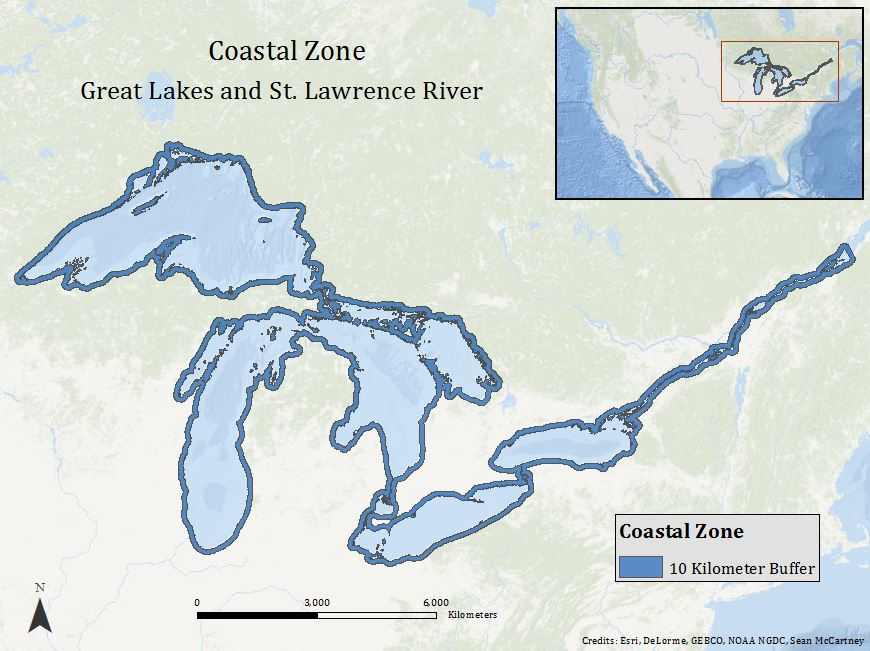 Coastal Zone
Great Lakes and St. Lawrence River
Coastal Zone
10 Kilometer Buffer
N
0 3,000 6,000
Kilometers
Credits: Esri, DeLorme, GEBCO, NOAA NGDC, Sean McCartney